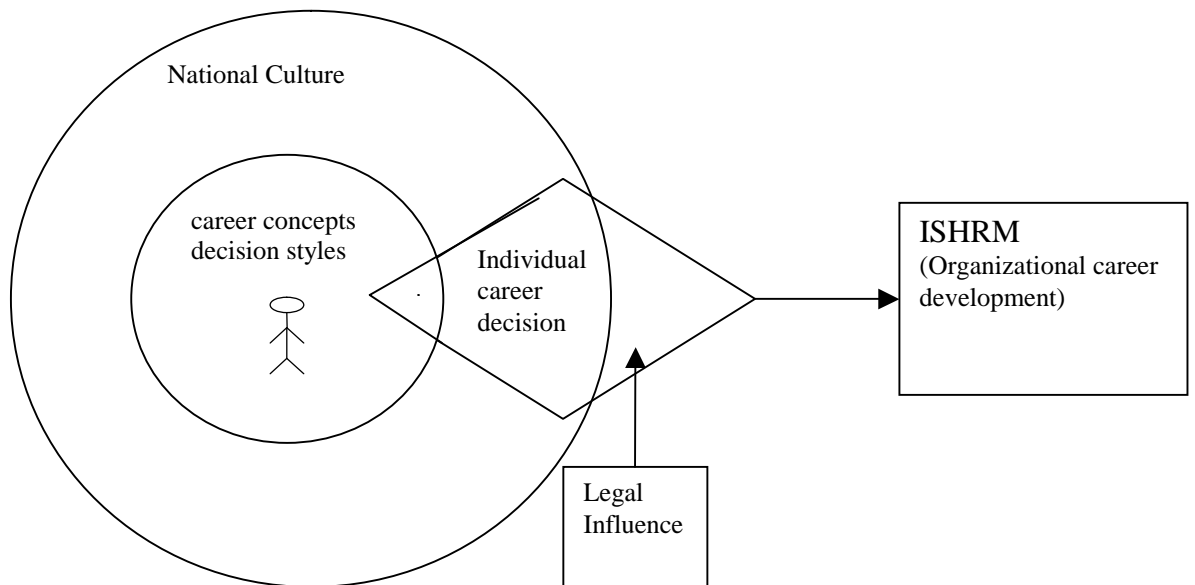 National Culture
career concepts
decision styles
Individual
career
decision
ISHRM
(Organizational career
development)
Legal
Influence